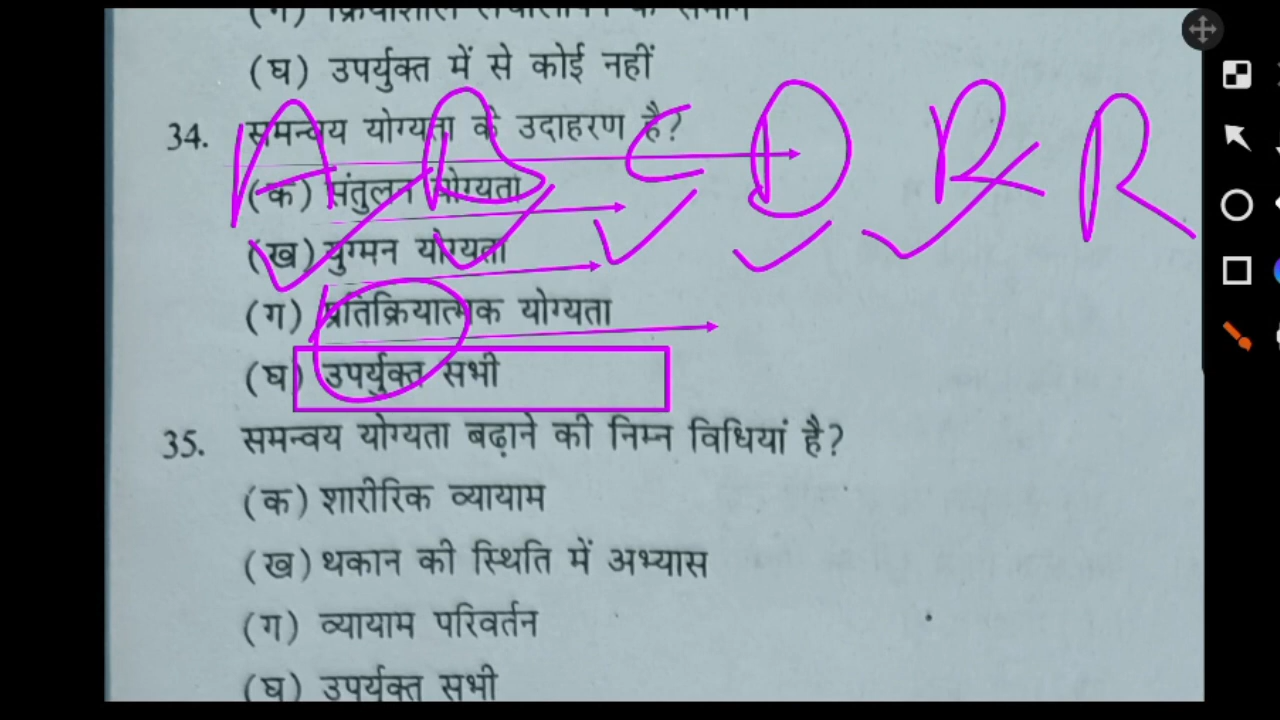 (घ) उपर्युक्त में से कोई नहीं
34. समन्वय योग्यता के उदाहरण है?
(क) संतुलन योग्यता
(ख) युग्मन योग्यता
(ग) प्रतिक्रियात्मक योग्यता
(घ) उपर्युक्त सभी
A B C D B R
35. समन्वय योग्यता बढ़ाने की निम्न विधियां है?
(क) शारीरिक व्यायाम
(ख) थकान की स्थिति में अभ्यास
(ग) व्यायाम परिवर्तन
(घ) उपर्युक्त सभी